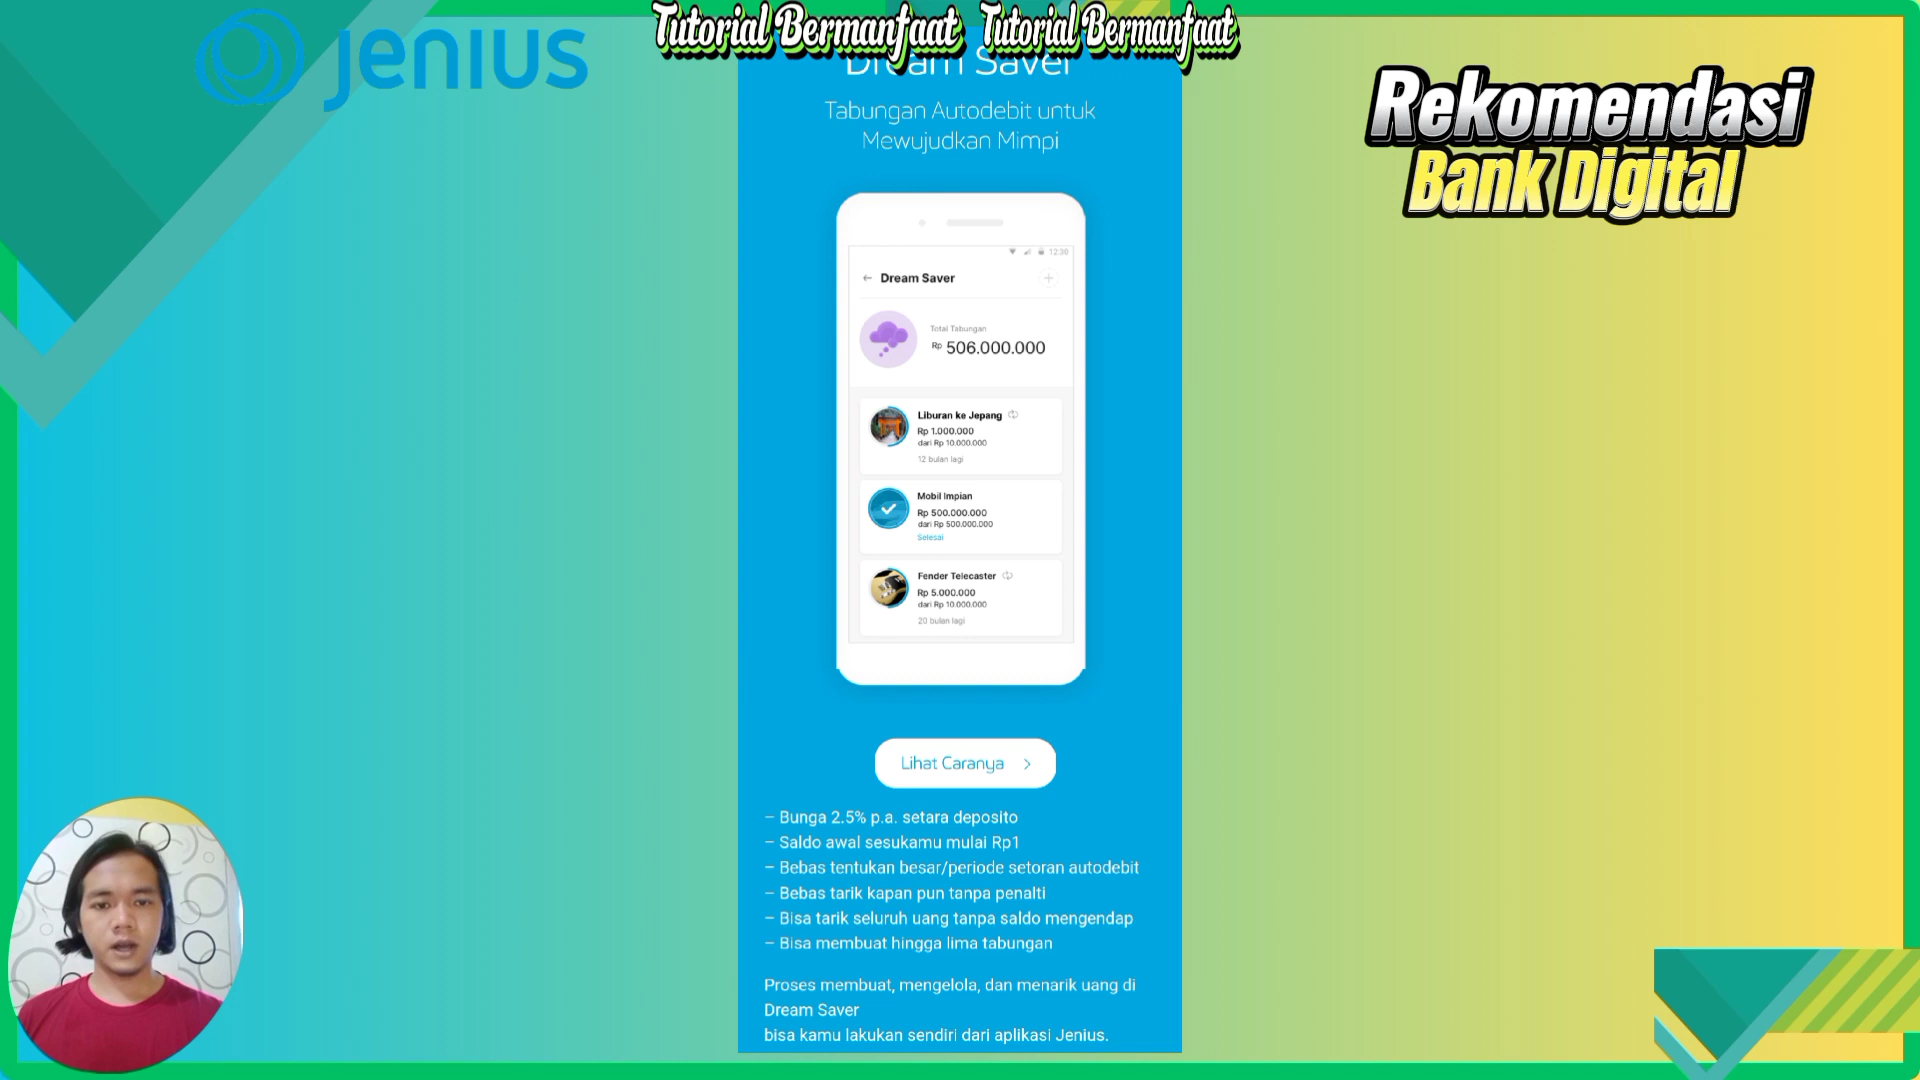 jenius
Tutorial Bermanfaat Tutorial Bermanfaat
Rekomendasi
Bank Digital
Dream Saver
Tabungan Autodebit untuk
Mewujudkan Mimpi
12:30
← Dream Saver
Total Tabungan
Rp 506.000.000
Liburan ke Jepang
Rp 1.000.000
dari Rp 10.000.000
12 bulan lagi
Mobil Impian
Rp 500.000.000
dari Rp 500.000.000
Selesai
Fender Telecaster
Rp 5.000.000
dari Rp 10.000.000
20 bulan lagi
Lihat Caranya >
– Bunga 2.5% p.a. setara deposito
– Saldo awal sesukamu mulai Rp1
– Bebas tentukan besar/periode setoran autodebit
– Bebas tarik kapan pun tanpa penalti
– Bisa tarik seluruh uang tanpa saldo mengendap
– Bisa membuat hingga lima tabungan
Proses membuat, mengelola, dan menarik uang di
Dream Saver
bisa kamu lakukan sendiri dari aplikasi Jenius.